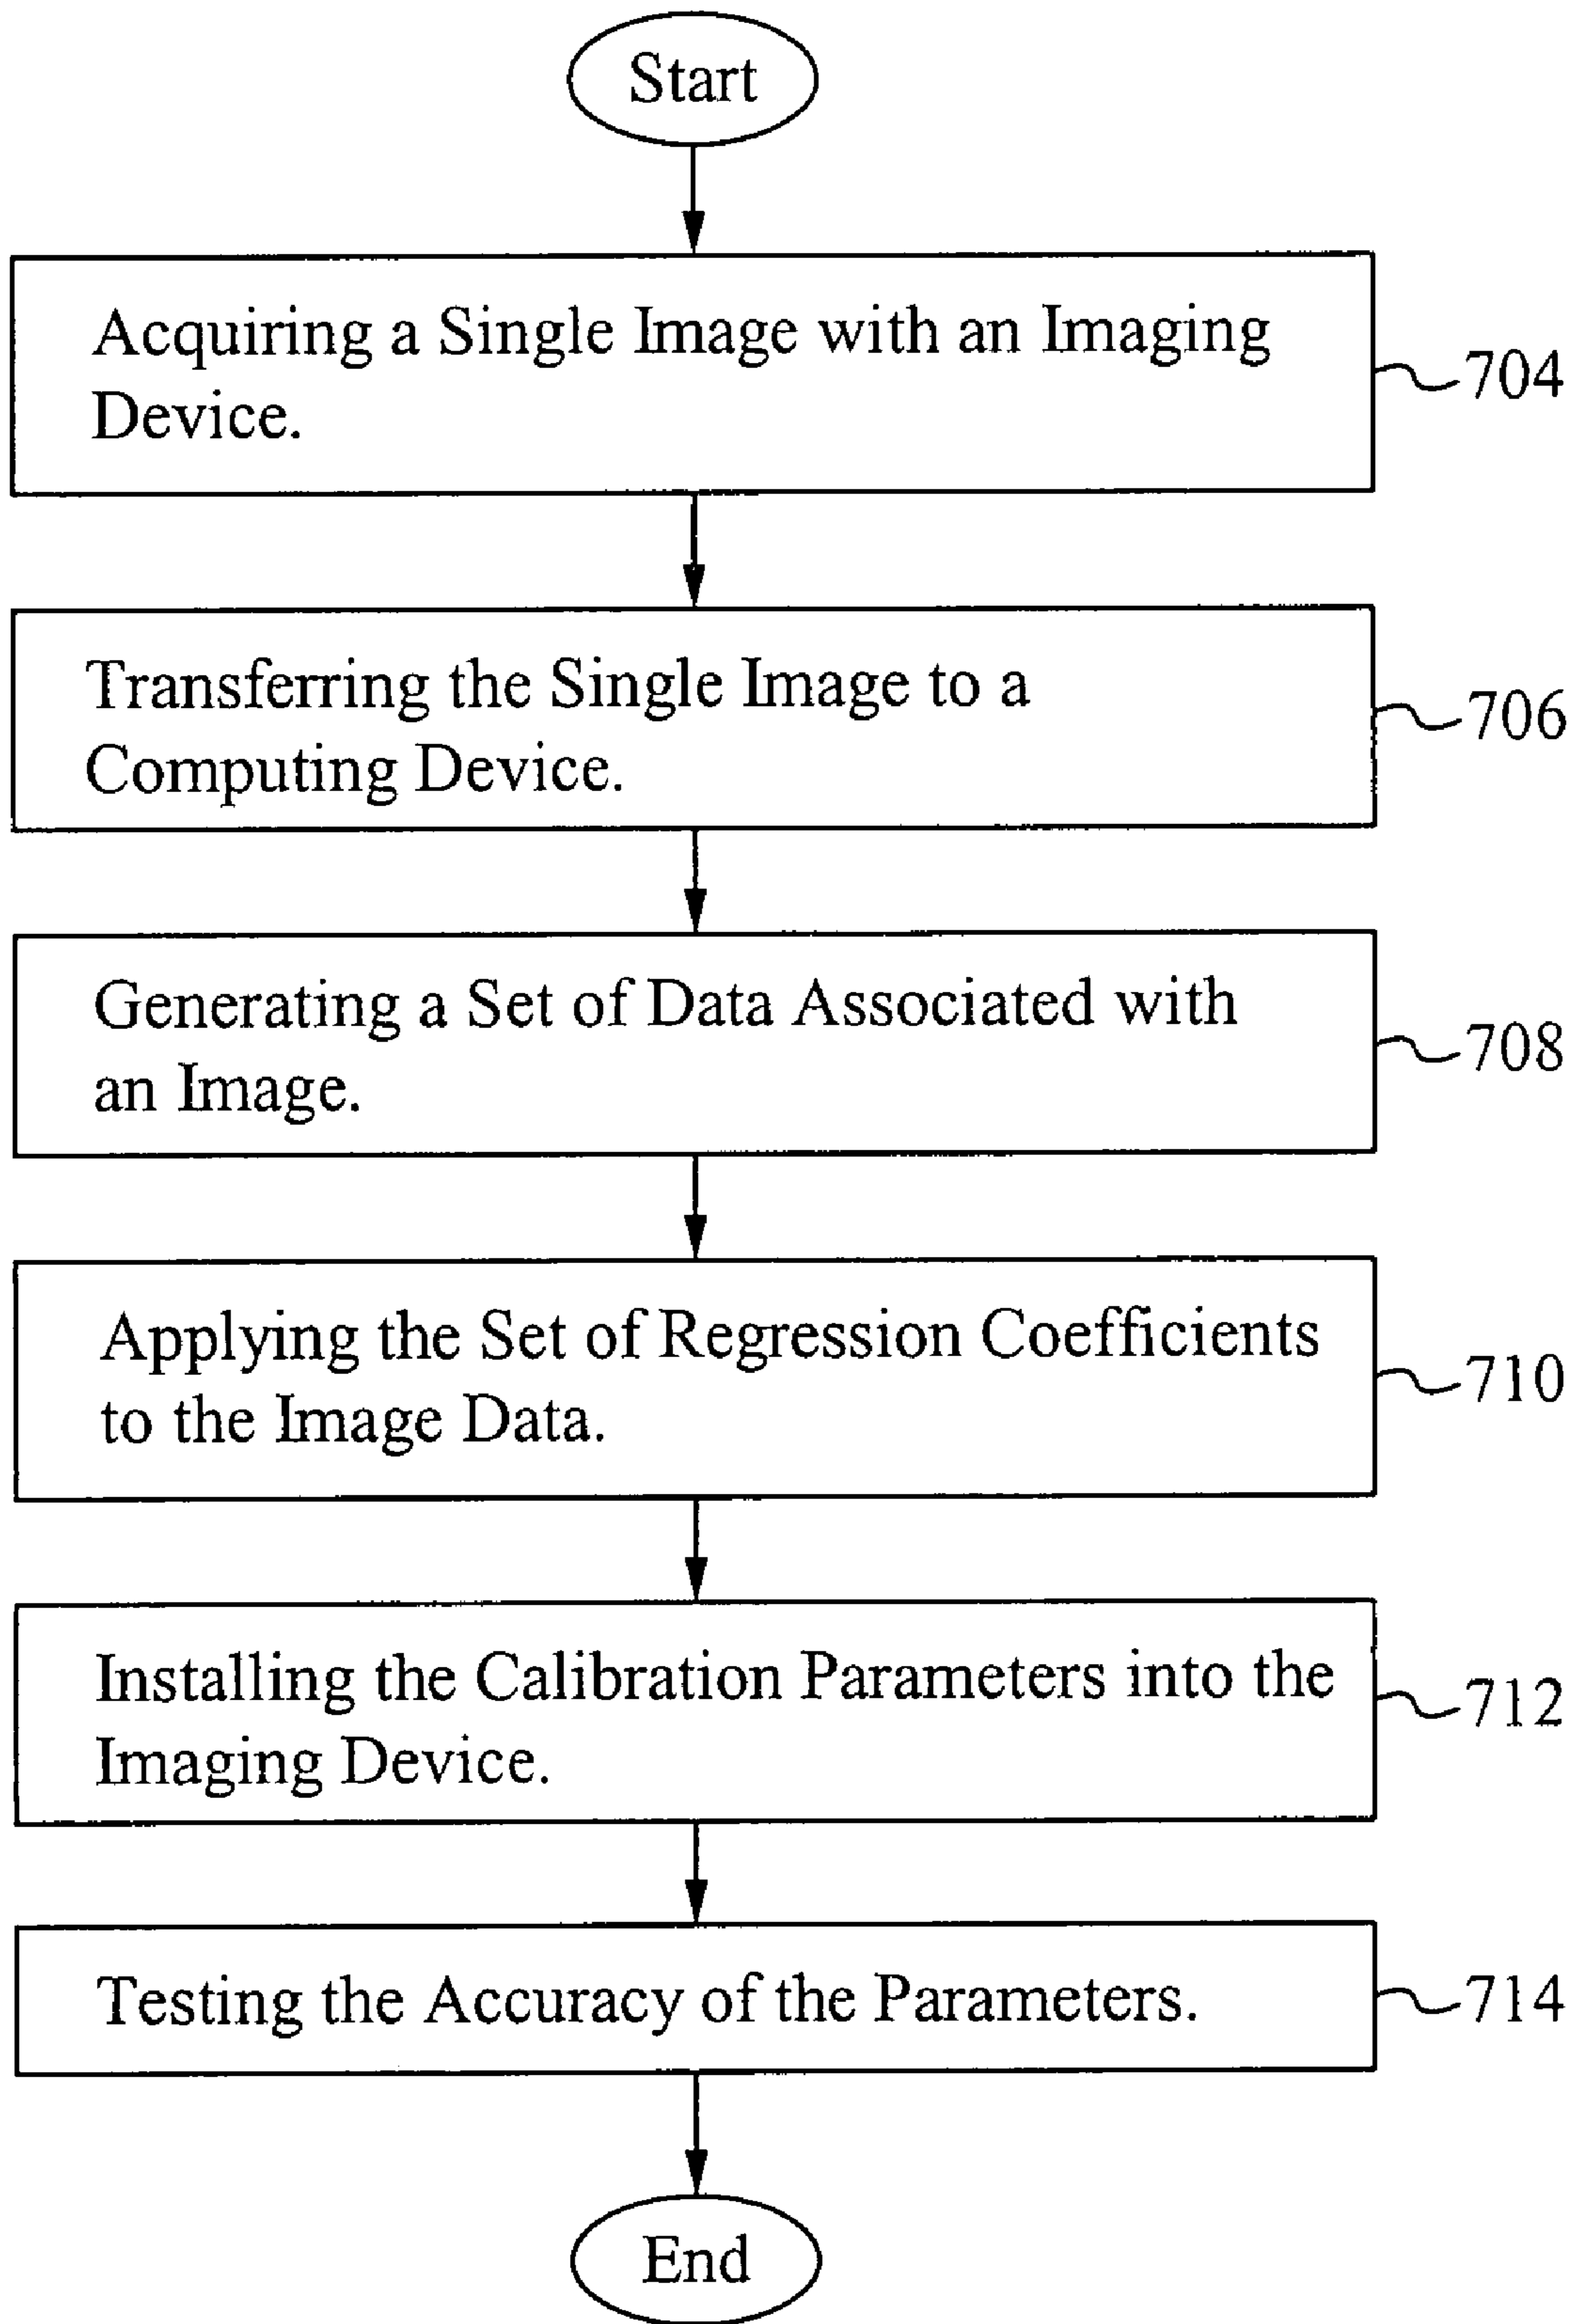 Start
Acquiring a Single Image with an Imaging
Device.
704
Transferring the Single Image to a
Computing Device.
706
Generating a Set of Data Associated with
an Image.
708
Applying the Set of Regression Coefficients
to the Image Data.
710
Installing the Calibration Parameters into the
Imaging Device.
712
Testing the Accuracy of the Parameters.
714
End